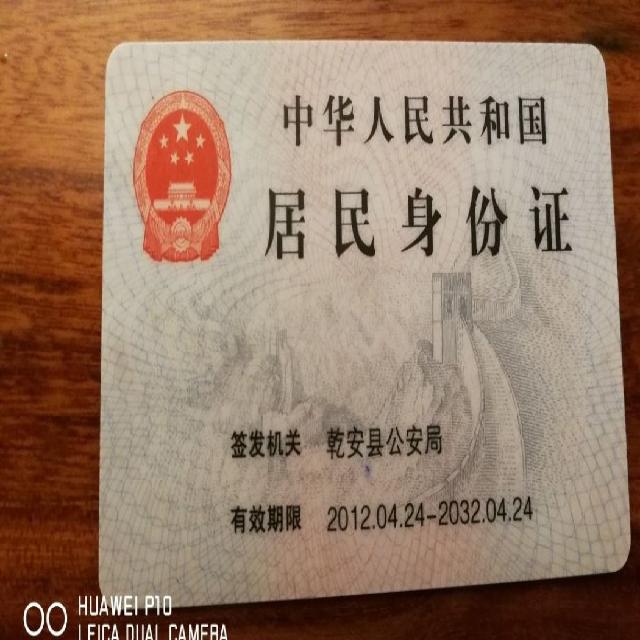 中华人民共和国
居民身份证
签发机关 乾安县公安局
有效期限 2012.04.24-2032.04.24
HUAWEI P10
LEICA DUAL CAMERA